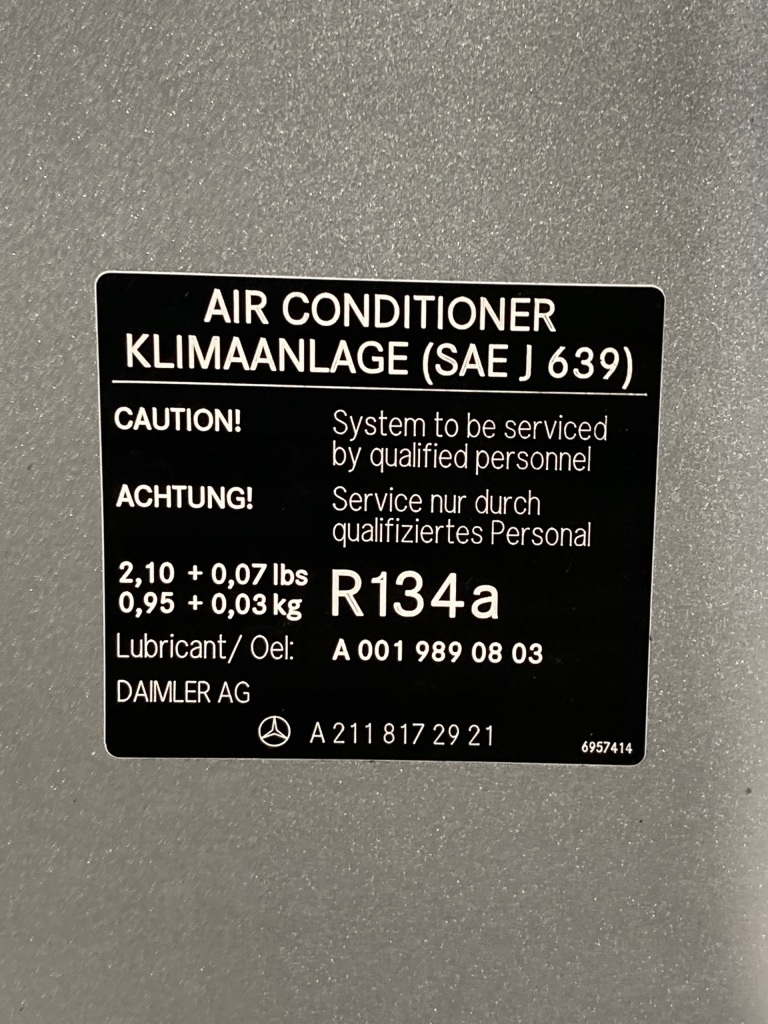 AIR CONDITIONER
KLIMAANLAGE (SAE J 639)
CAUTION! System to be serviced
by qualified personnel
ACHTUNG! Service nur durch
qualifiziertes Personal
2,10 + 0,07 lbs
0,95 + 0,03 kg
R134a
Lubricant/ Oel: A 001 989 08 03
DAIMLER AG
A 211 817 29 21
6957414